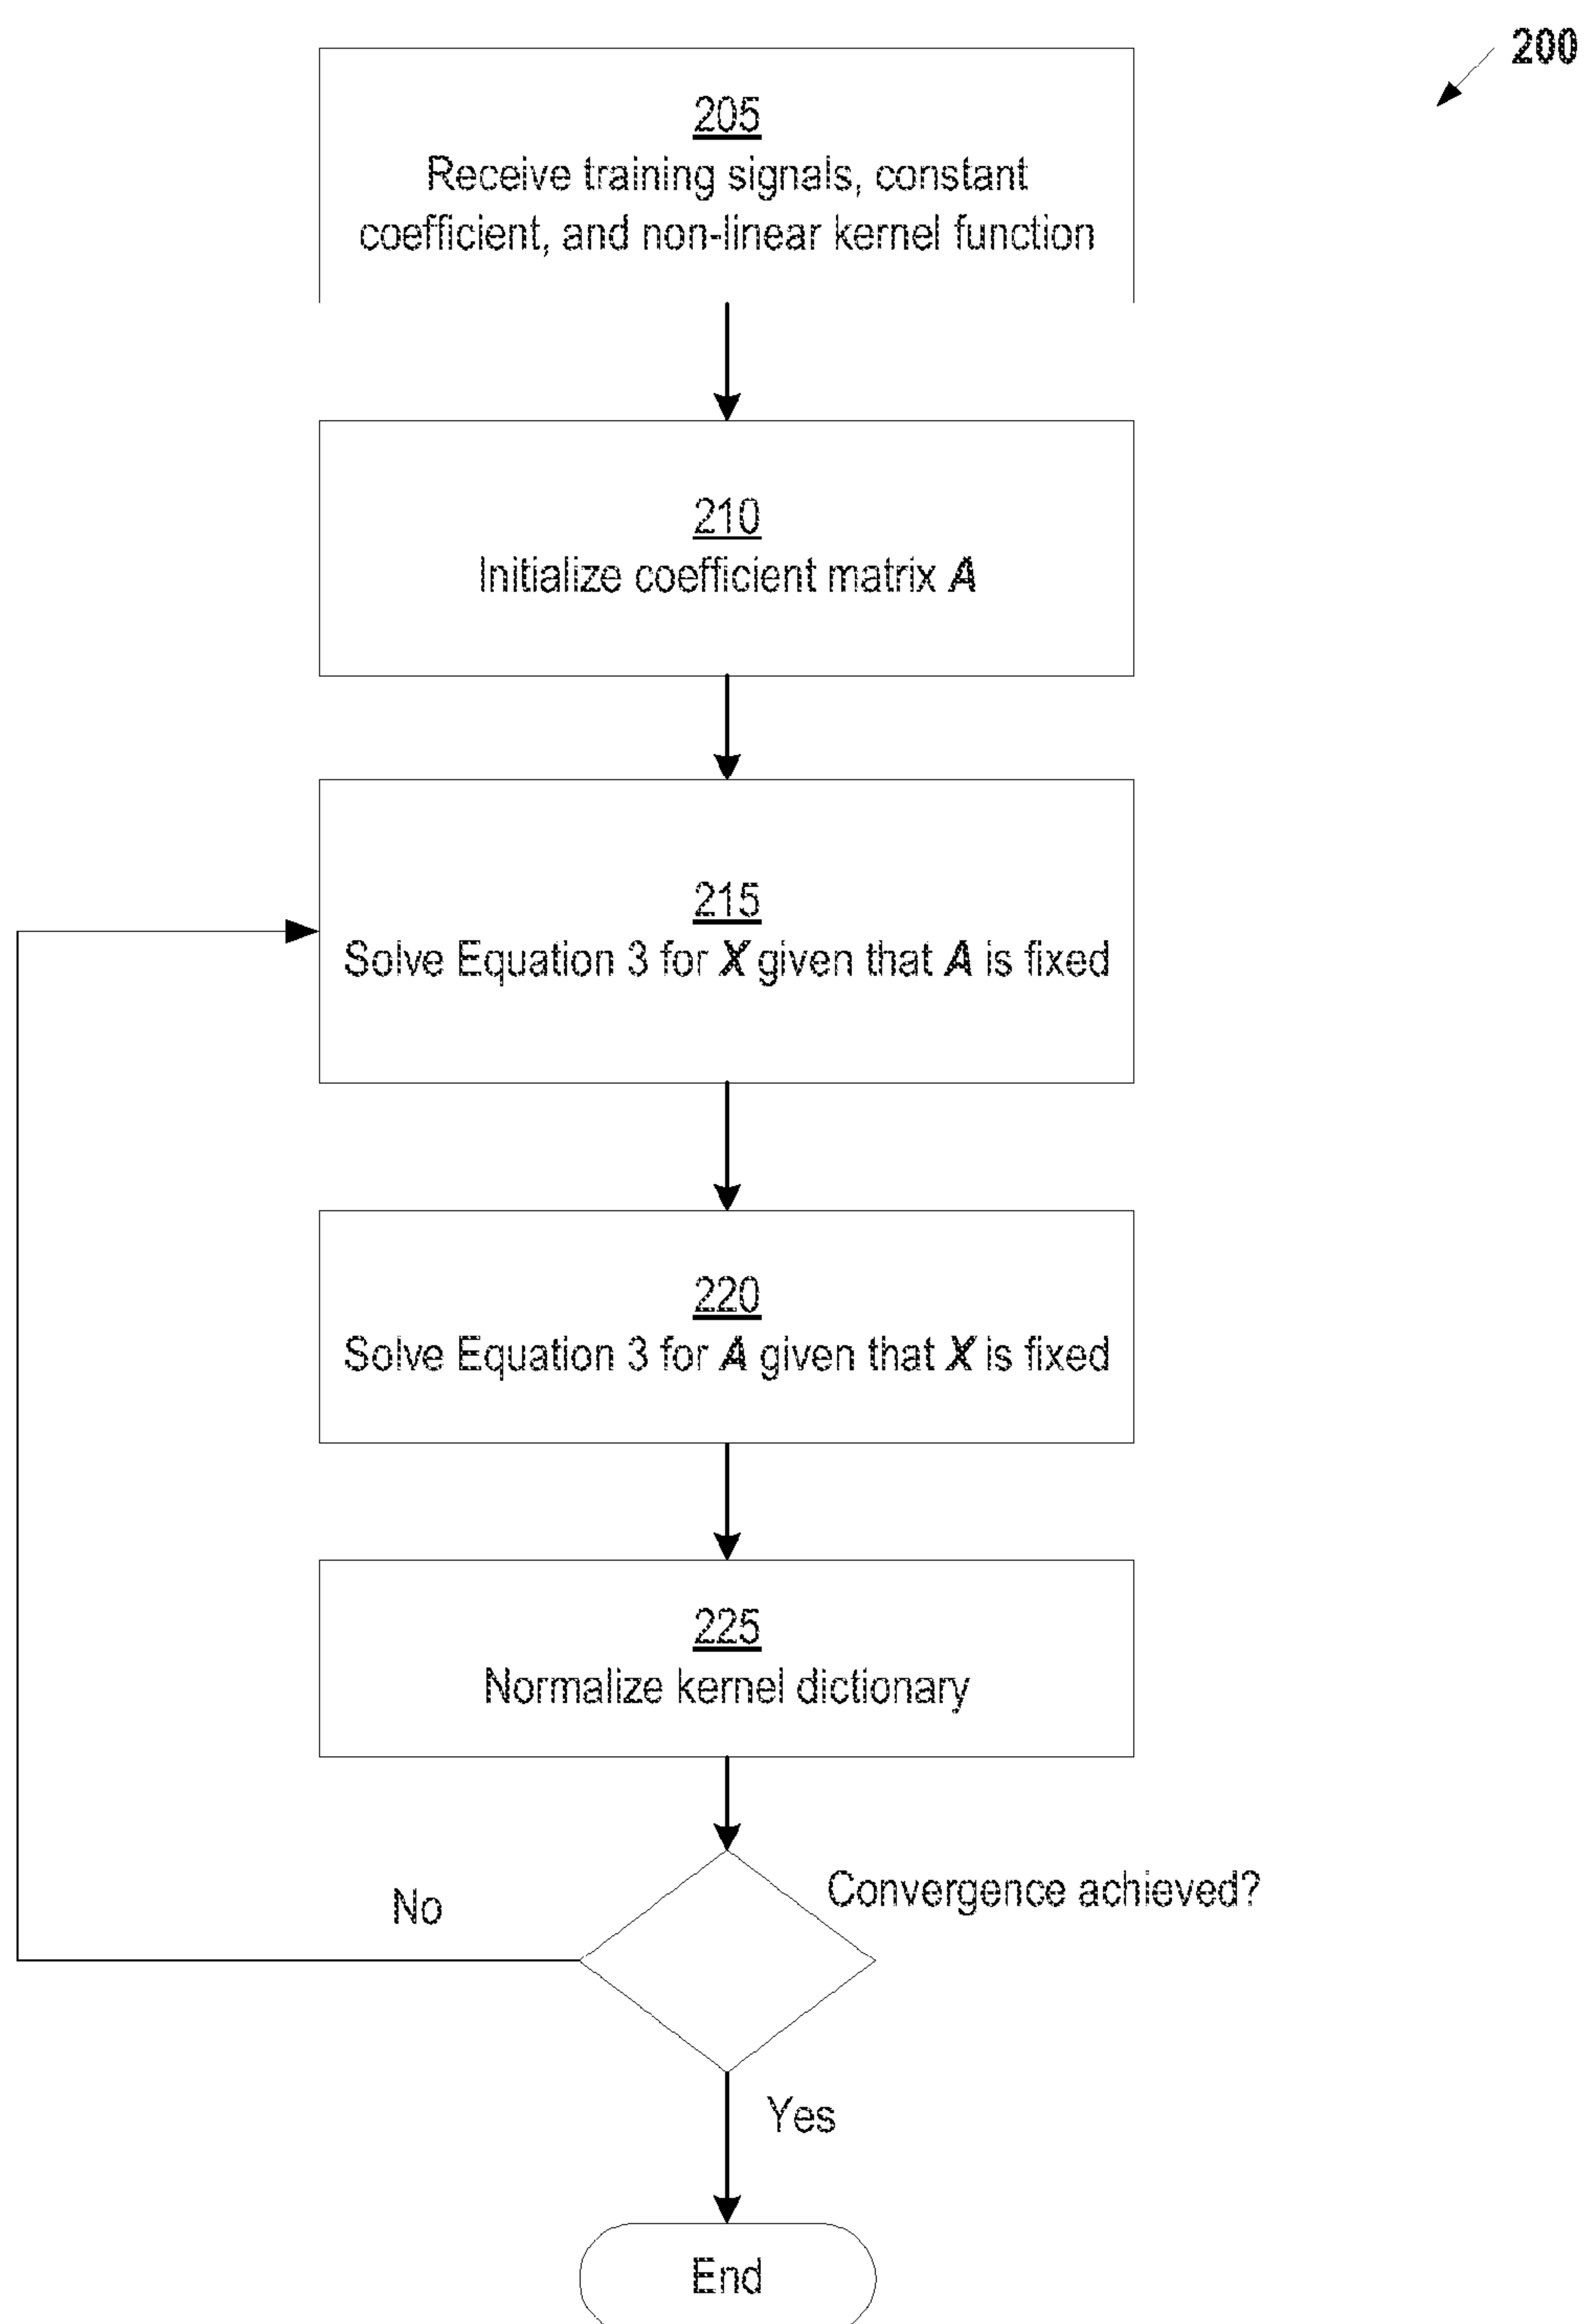 200
205
Receive training signals, constant
coefficient, and non-linear kernel function
210
Initialize coefficient matrix A
215
Solve Equation 3 for X given that A is fixed
220
Solve Equation 3 for A given that X is fixed
225
Normalize kernel dictionary
Convergence achieved?
No
Yes
End